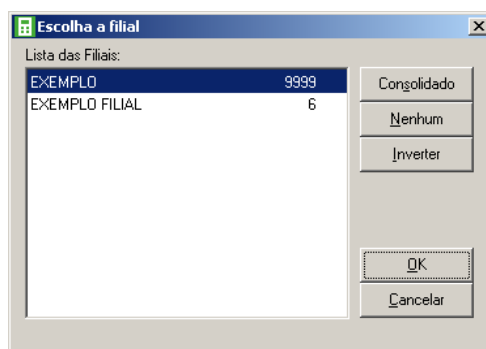 Escolha a filial
Lista das Filiais:
EXEMPLO 9999
EXEMPLO FILIAL 6
Consolidado
Nenhum
Inverter
OK
Cancelar